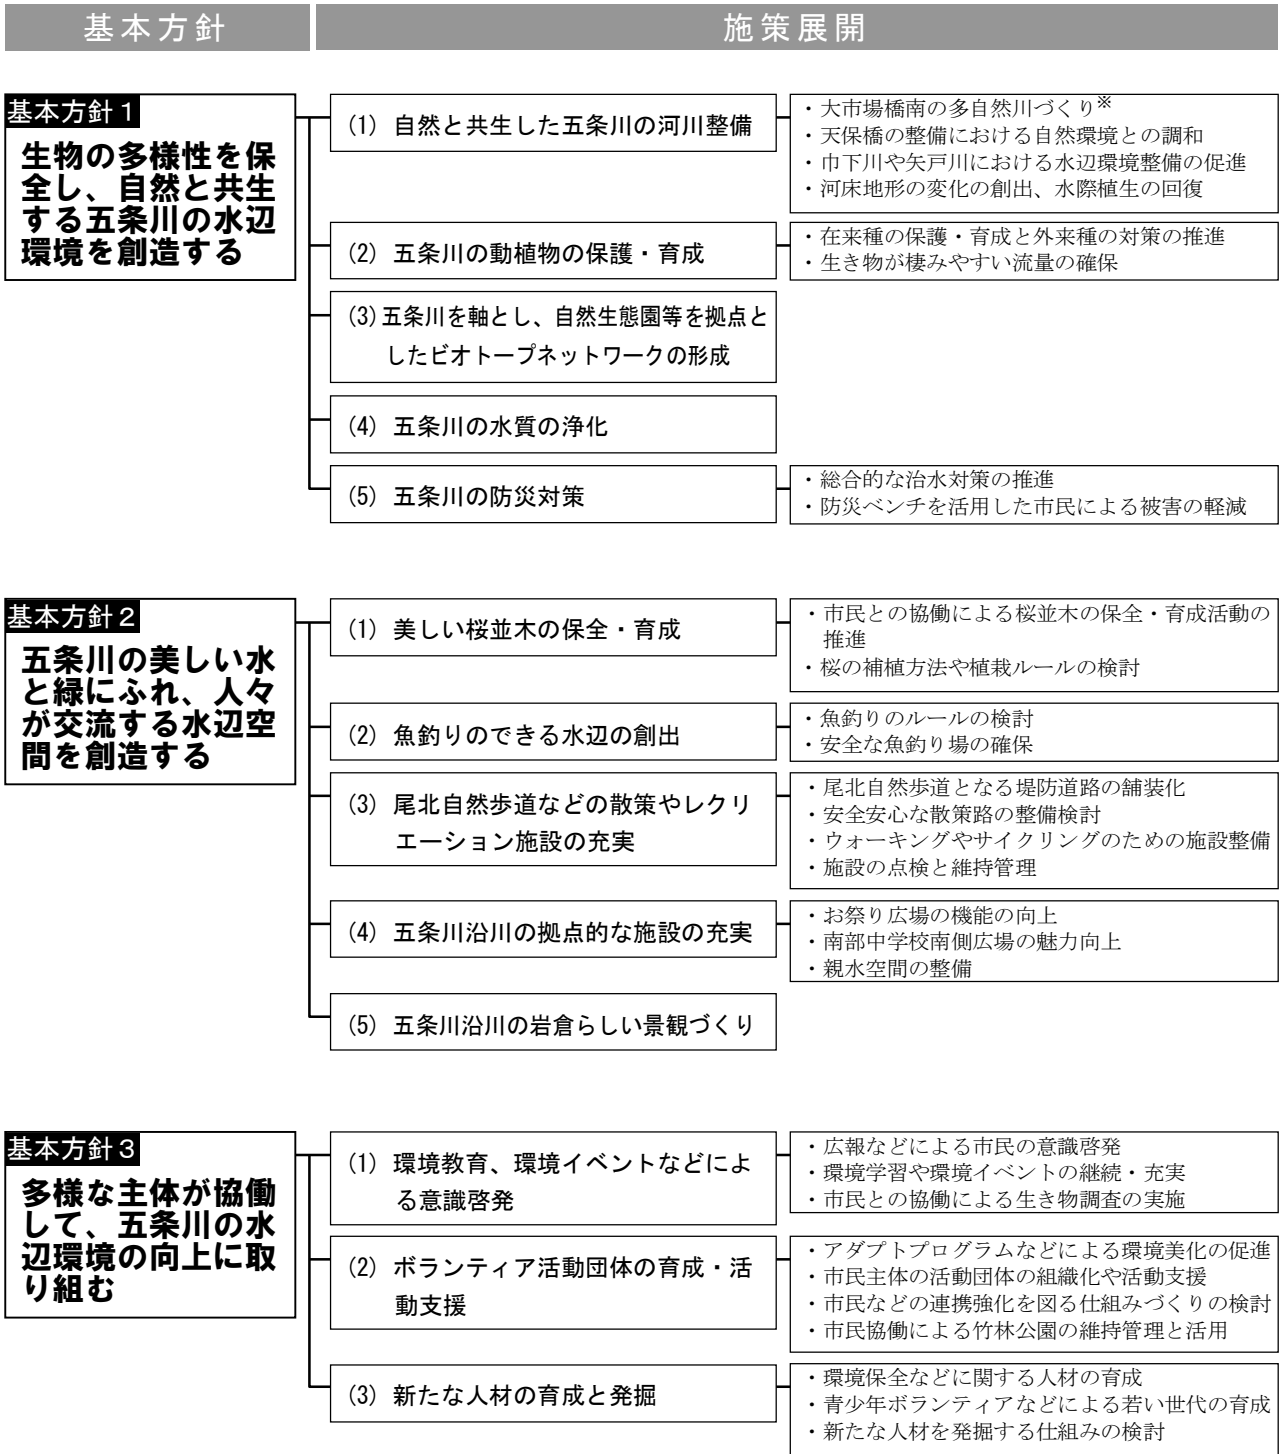 基本方針
施策展開
基本方針１
生物の多様性を保
全し、自然と共生
する五条川の水辺
環境を創造する
(1) 自然と共生した五条川の河川整備
・大市場橋南の多自然川づくり※
・天保橋の整備における自然環境との調和
・巾下川や矢戸川における水辺環境整備の促進
・河床地形の変化の創出、水際植生の回復
(2) 五条川の動植物の保護・育成
・在来種の保護・育成と外来種の対策の推進
・生き物が棲みやすい流量の確保
(3) 五条川を軸とし、自然生態園等を拠点と
したビオトープネットワークの形成
(4) 五条川の水質の浄化
(5) 五条川の防災対策
・総合的な治水対策の推進
・防災ベンチを活用した市民による被害の軽減
基本方針２
五条川の美しい水
と緑にふれ、人々
が交流する水辺空
間を創造する
(1) 美しい桜並木の保全・育成
・市民との協働による桜並木の保全・育成活動の
推進
・桜の補植方法や植栽ルールの検討
(2) 魚釣りのできる水辺の創出
・魚釣りのルールの検討
・安全な魚釣り場の確保
(3) 尾北自然歩道などの散策やレクリ
エーション施設の充実
・尾北自然歩道となる堤防道路の舗装化
・安全安心な散策路の整備検討
・ウォーキングやサイクリングのための施設整備
・施設の点検と維持管理
(4) 五条川沿川の拠点的な施設の充実
・お祭り広場の機能の向上
・南部中学校南側広場の魅力向上
・親水空間の整備
(5) 五条川沿川の岩倉らしい景観づくり
基本方針３
多様な主体が協働
して、五条川の水
辺環境の向上に取
り組む
(1) 環境教育、環境イベントなどによ
る意識啓発
・広報などによる市民の意識啓発
・環境学習や環境イベントの継続・充実
・市民との協働による生き物調査の実施
(2) ボランティア活動団体の育成・活
動支援
・アダプトプログラムなどによる環境美化の促進
・市民主体の活動団体の組織化や活動支援
・市民などの連携強化を図る仕組みづくりの検討
・市民協働による竹林公園の維持管理と活用
(3) 新たな人材の育成と発掘
・環境保全などに関する人材の育成
・青少年ボランティアなどによる若い世代の育成
・新たな人材を発掘する仕組みの検討